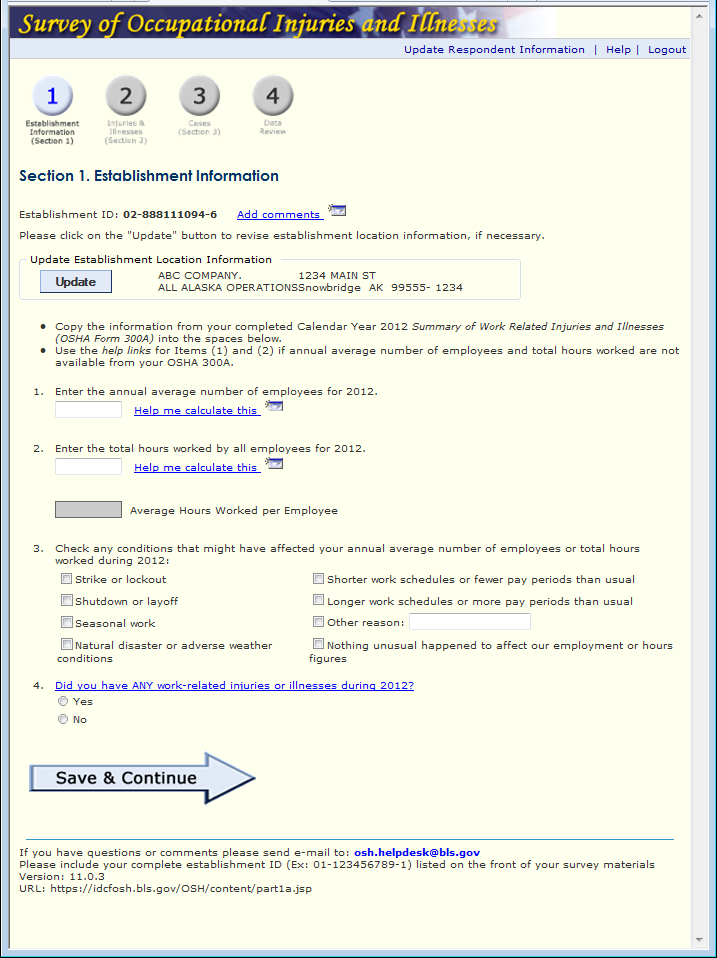 Survey of Occupational Injuries and Illnesses
Update Respondent Information | Help | Logout
1 2 3 4
Establishment Information (Section 1)
Injuries & Illnesses (Section 2)
Cases (Section 3)
Data Review
Section 1. Establishment Information
Establishment ID: 02-888111094-6 Add comments
Please click on the "Update" button to revise establishment location information, if necessary.
Update Establishment Location Information
Update
ABC COMPANY. 1234 MAIN ST
ALL ALASKA OPERATIONSSnowbridge AK 99555- 1234
• Copy the information from your completed Calendar Year 2012 Summary of Work Related Injuries and Illnesses
(OSHA Form 300A) into the spaces below.
• Use the help links for Items (1) and (2) if annual average number of employees and total hours worked are not
available from your OSHA 300A.
1. Enter the annual average number of employees for 2012.
Help me calculate this
2. Enter the total hours worked by all employees for 2012.
Help me calculate this
Average Hours Worked per Employee
3. Check any conditions that might have affected your annual average number of employees or total hours
worked during 2012:
Strike or lockout
Shorter work schedules or fewer pay periods than usual
Shutdown or layoff
Longer work schedules or more pay periods than usual
Seasonal work
Other reason:
Natural disaster or adverse weather
conditions
Nothing unusual happened to affect our employment or hours
figures
4. Did you have ANY work-related injuries or illnesses during 2012?
Yes
No
Save & Continue
If you have questions or comments please send e-mail to: osh.helpdesk@bls.gov
Please include your complete establishment ID (Ex: 01-123456789-1) listed on the front of your survey materials
Version: 11.0.3
URL: https://idcfosh.bls.gov/OSH/content/part1a.jsp